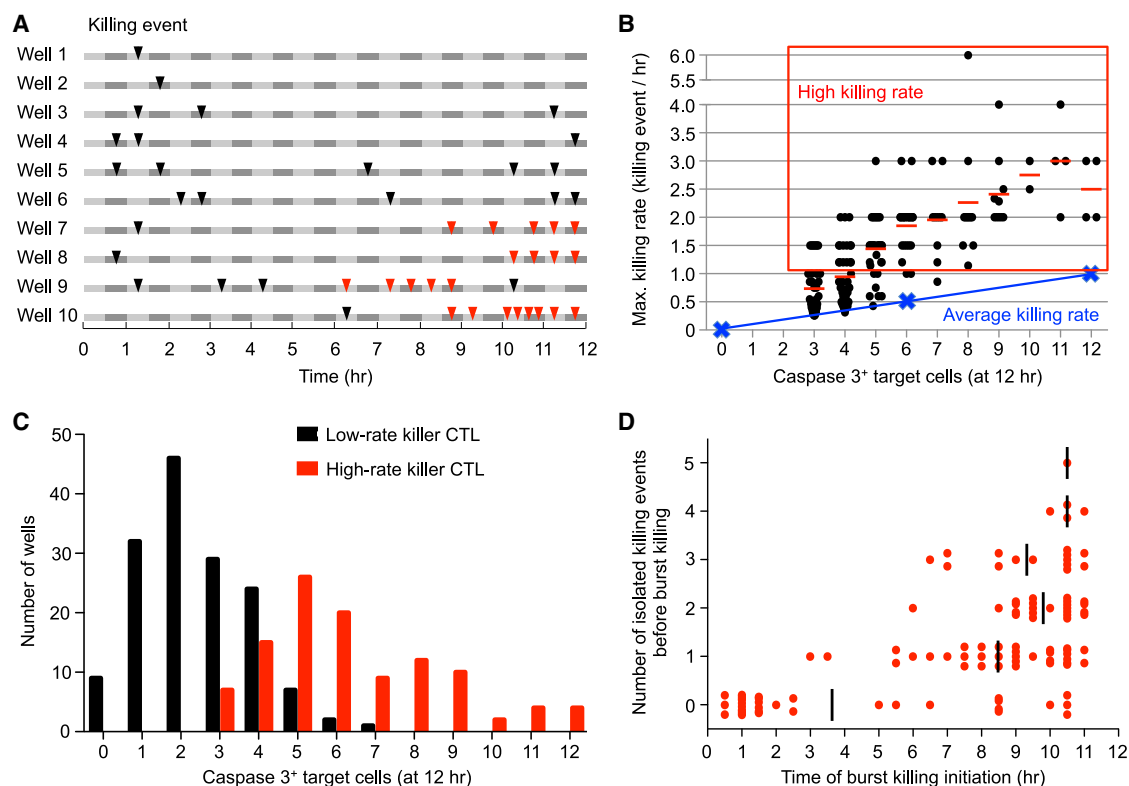 A
Killing event
Well 1
Well 2
Well 3
Well 4
Well 5
Well 6
Well 7
Well 8
Well 9
Well 10
0 1 2 3 4 5 6 7 8 9 10 11 12
Time (hr)
B
Max. killing rate (killing event / hr)
6.0
5.5
4.0
3.5
3.0
2.5
2.0
1.5
1.0
0.5
0
High killing rate
Average killing rate
0 1 2 3 4 5 6 7 8 9 10 11 12
Caspase 3+ target cells (at 12 hr)
C
Number of wells
50
40
30
20
10
0
Low-rate killer CTL
High-rate killer CTL
0 1 2 3 4 5 6 7 8 9 10 11 12
Caspase 3+ target cells (at 12 hr)
D
Number of isolated killing events
before burst killing
5
4
3
2
1
0
0 1 2 3 4 5 6 7 8 9 10 11 12
Time of burst killing initiation (hr)